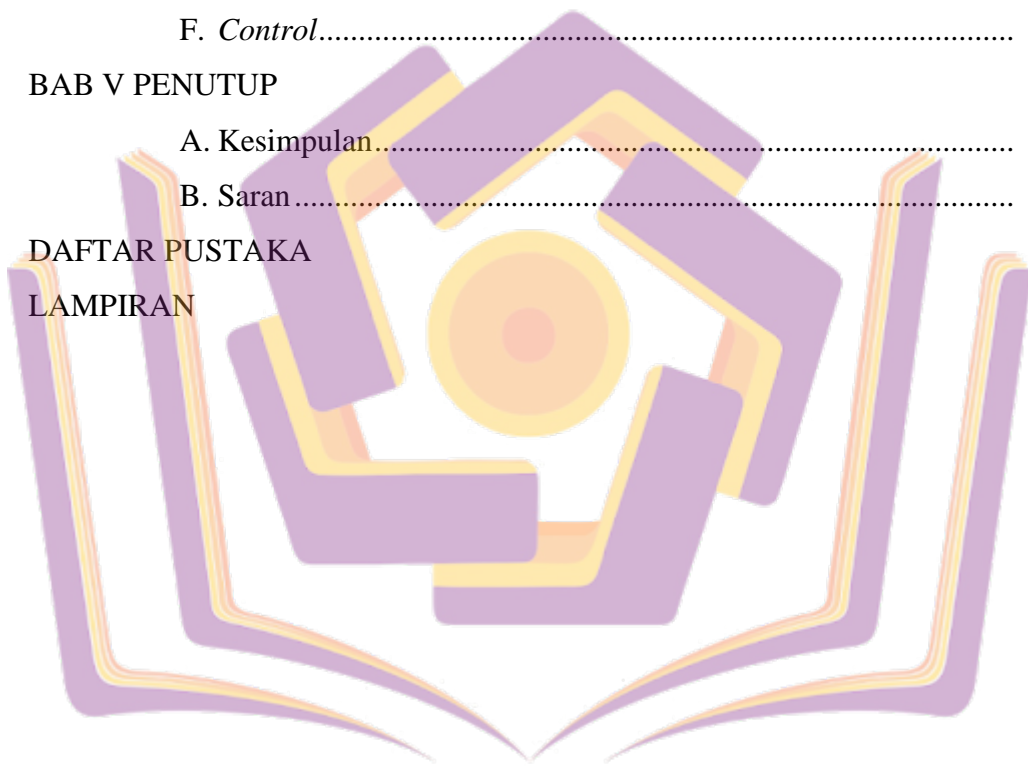 F. Control.............................................................................................
BAB V PENUTUP
A. Kesimpulan.....................................................................................
B. Saran................................................................................................
DAFTAR PUSTAKA
LAMPIRAN